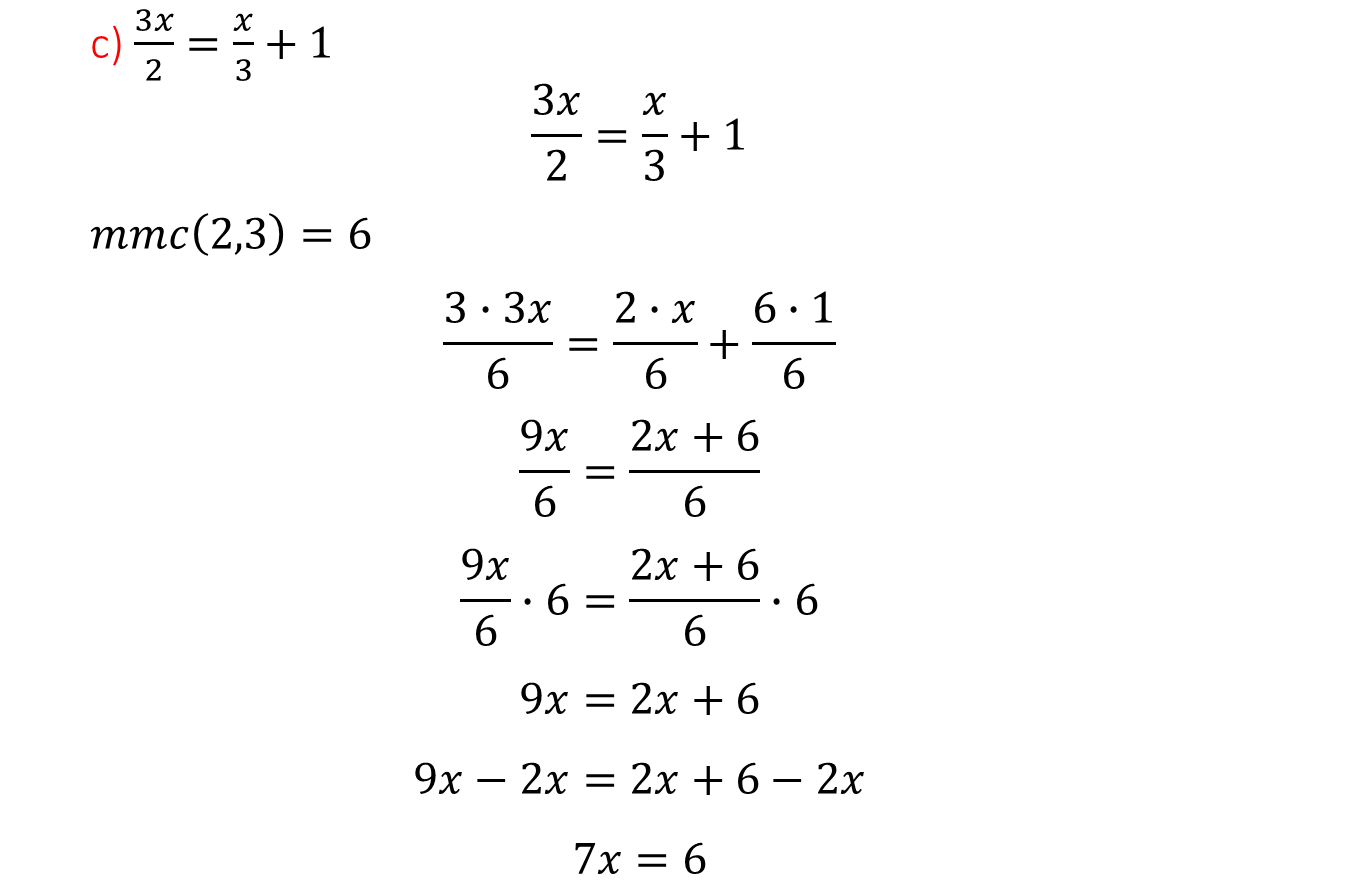 c) 3x/2 = x/3 + 1
3x/2 = x/3 + 1
mmc(2,3) = 6
3 · 3x/6 = 2 · x/6 + 6 · 1/6
9x/6 = 2x + 6/6
9x/6 · 6 = 2x + 6/6 · 6
9x = 2x + 6
9x − 2x = 2x + 6 − 2x
7x = 6